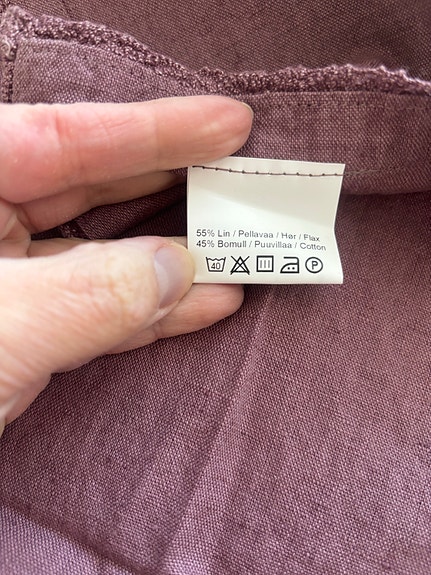 55% Lin / Pellavaa / Hør / Flax
45% Bomull / Puuvillaa / Cotton
40 P